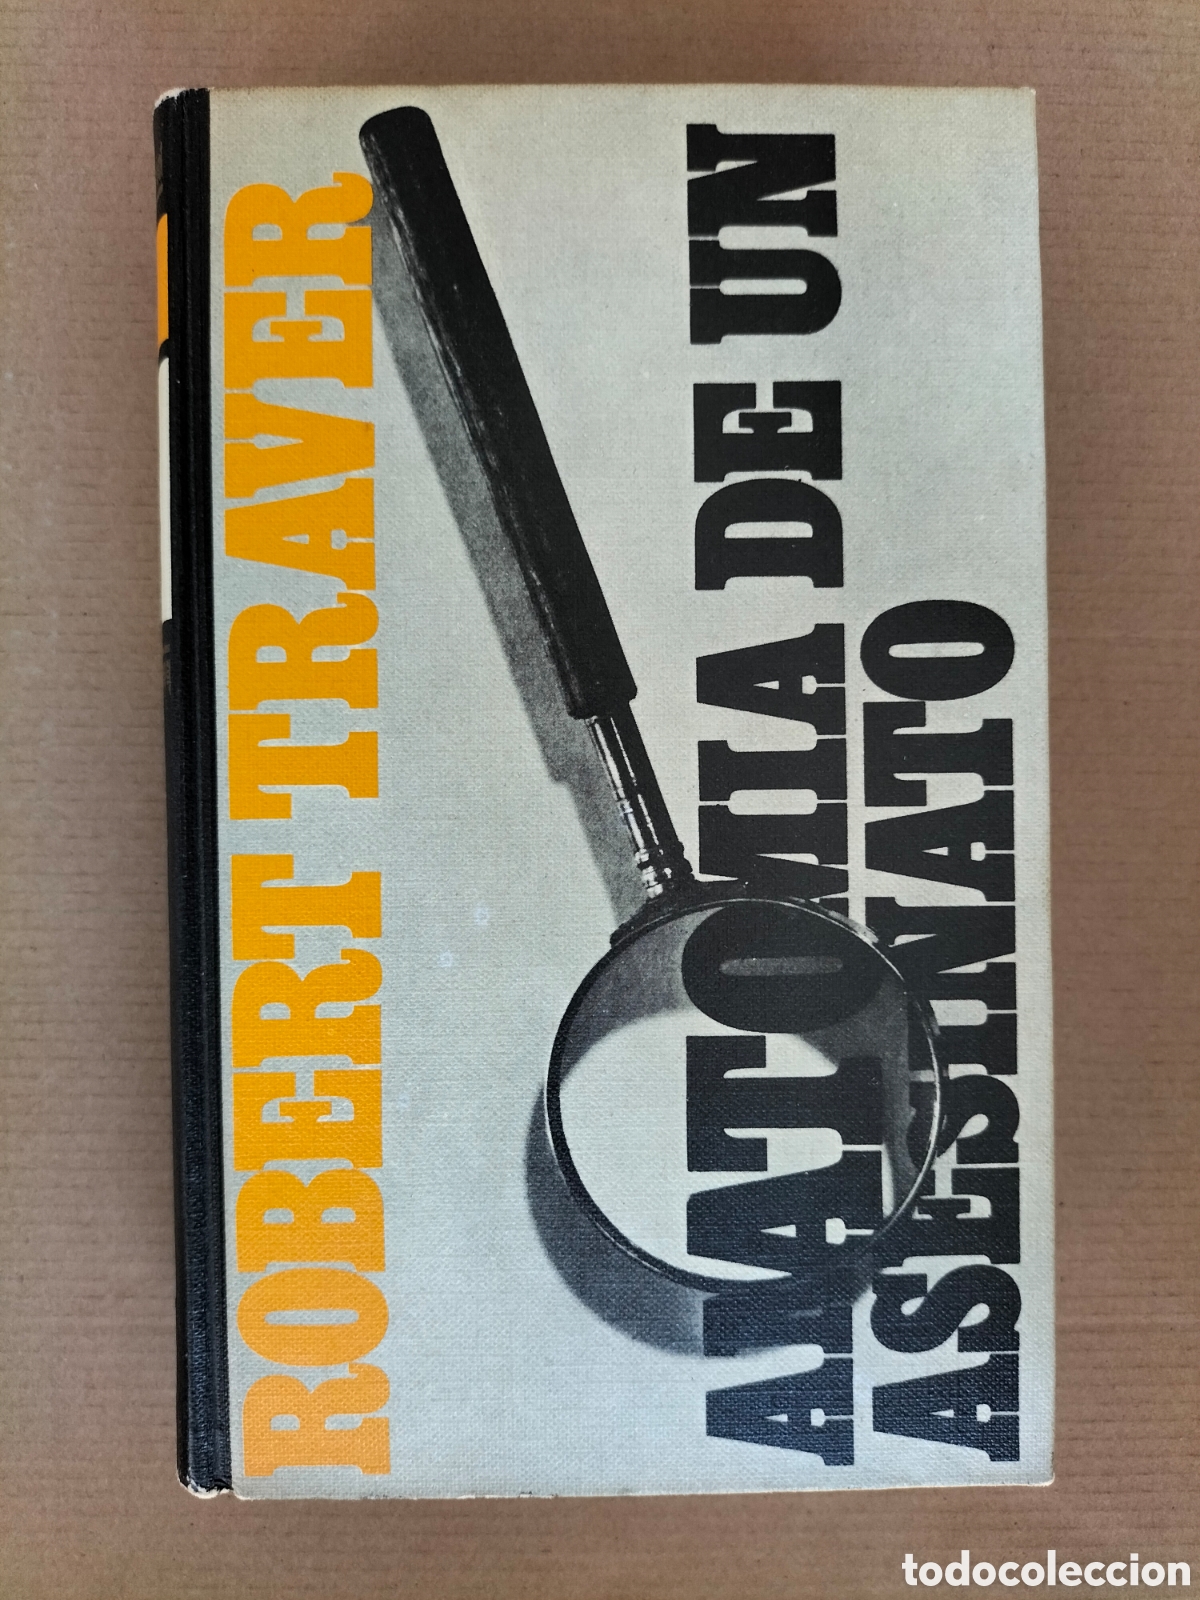 ROBERT TRAVER
ANATOMIA DE UN
ASESINATO
todocoleccion